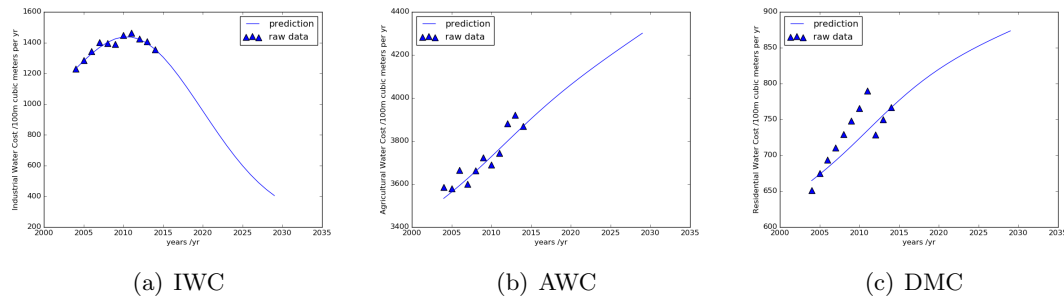 prediction
raw data
Industrial Water Cost /100m cubic meters per yr
1600
1400
1200
1000
800
600
400
200
2000 2005 2010 2015 2020 2025 2030 2035
years /yr
(a) IWC
prediction
raw data
Agricultural Water Cost /100m cubic meters per yr
4400
4200
4000
3800
3600
3400
2000 2005 2010 2015 2020 2025 2030 2035
years /yr
(b) AWC
prediction
raw data
Residential Water Cost /100m cubic meters per yr
900
850
800
750
700
650
600
2000 2005 2010 2015 2020 2025 2030 2035
years /yr
(c) DMC